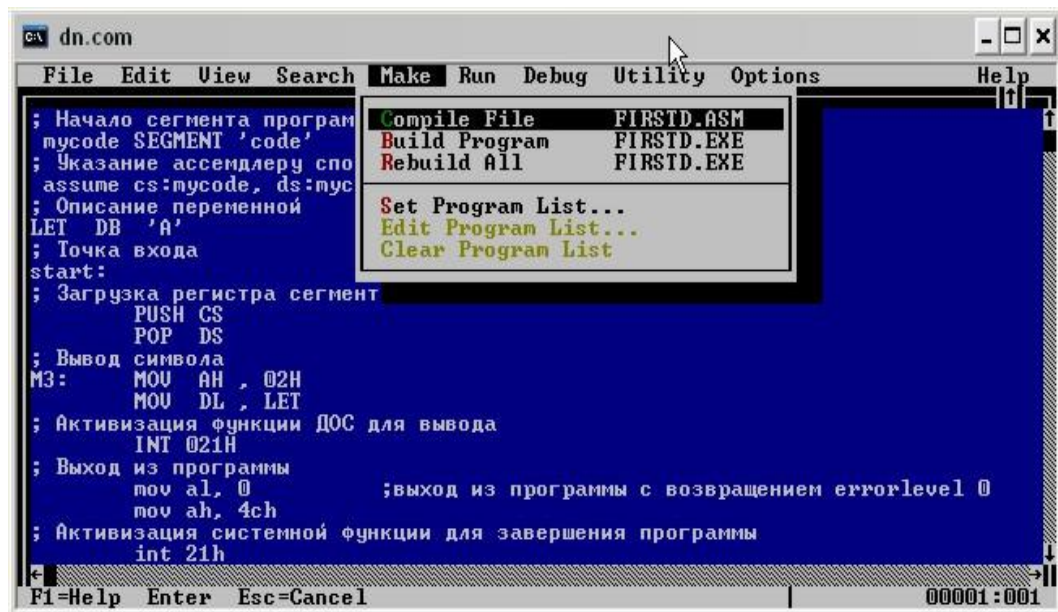 dn.com
File Edit View Search Make Run Debug Utility Options Help
; Начало сегмента програм
mycode SEGMENT 'code'
; Указание ассемдлеру спо
assume cs:mycode, ds:myc
; Описание переменной
LET DB 'A'
; Точка входа
start:
; Загрузка регистра сегмент
PUSH CS
POP DS
; Вывод символа
M3: MOV AH , 02H
MOV DL , LET
; Активизация функции ДОС для вывода
INT 021H
; Выход из программы
mov al, 0 ;выход из программы с возвращением errorlevel 0
mov ah, 4ch
; Активизация системной функции для завершения программы
int 21h
Compile File FIRSTD.ASM
Build Program FIRSTD.EXE
Rebuild All FIRSTD.EXE
Set Program List...
Edit Program List...
Clear Program List
F1=Help Enter Esc=Cancel 00001:001